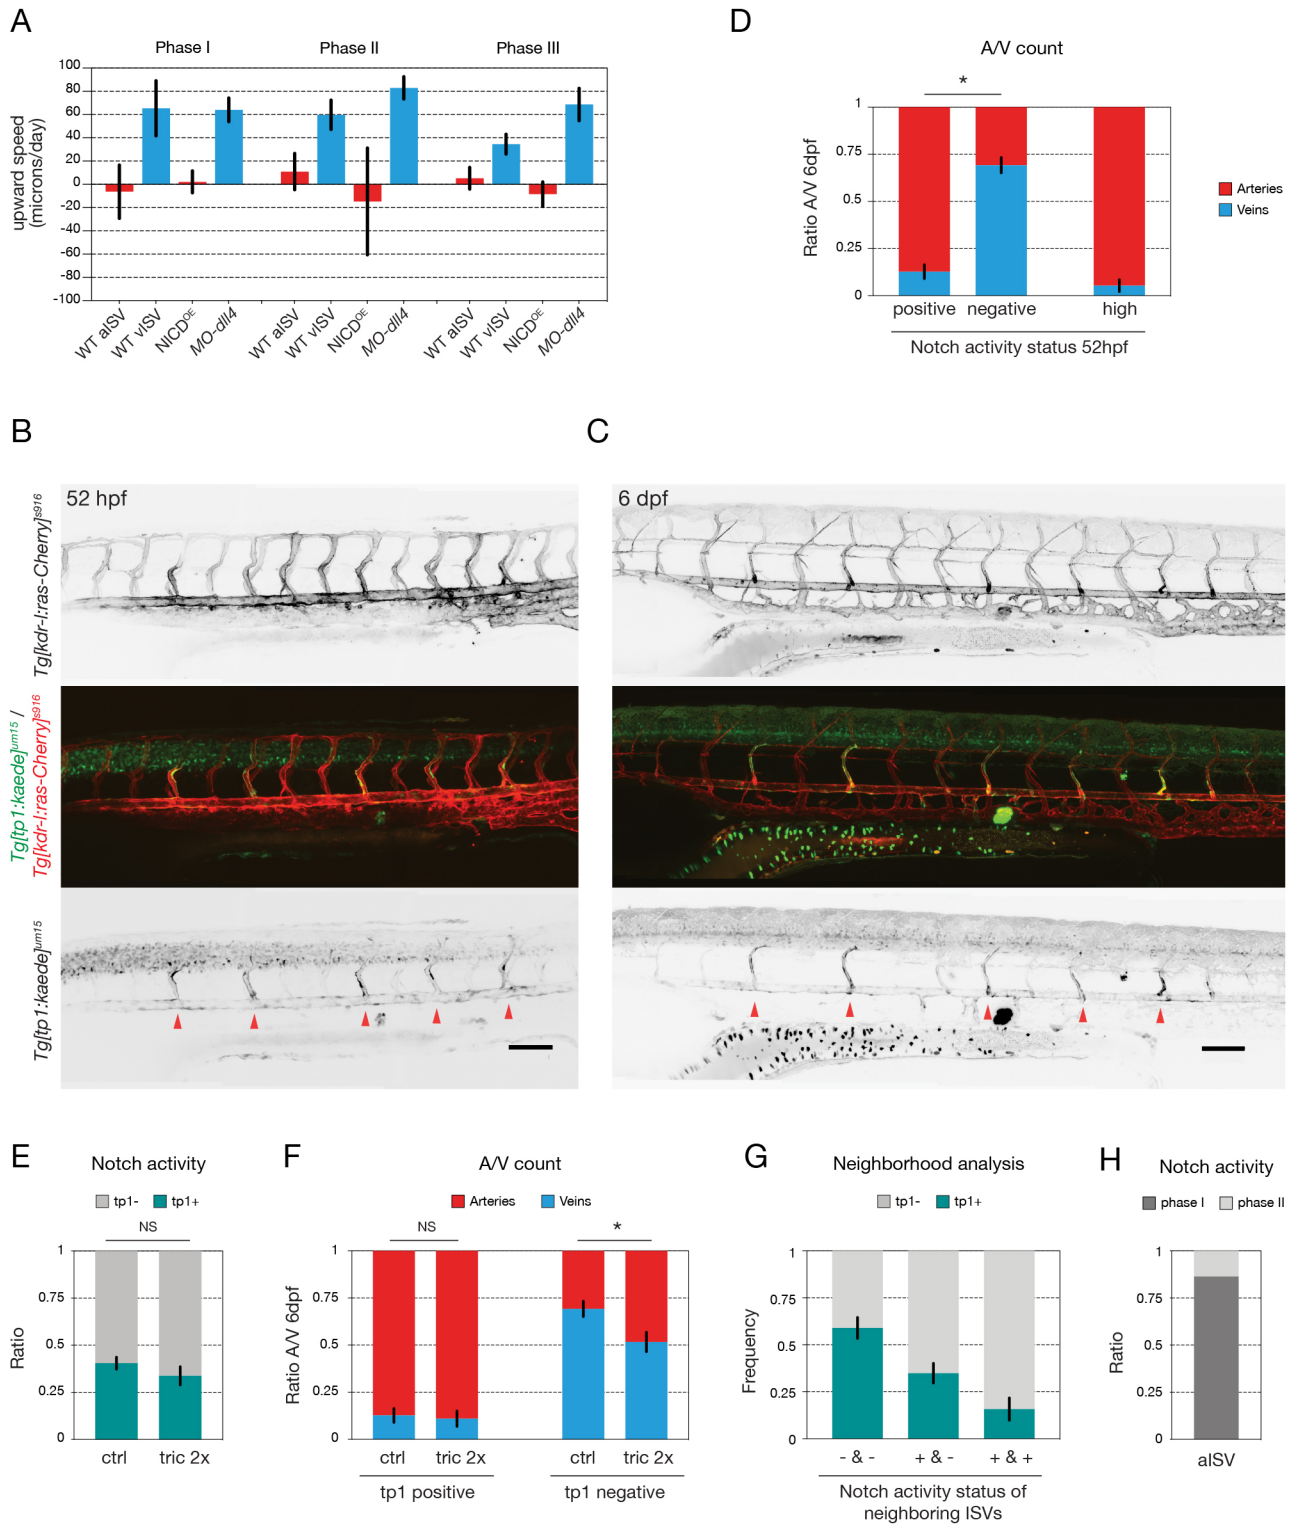 A
Phase I
Phase II
Phase III
upward speed
(microns/day)
100
80
60
40
20
0
-20
-40
-60
-80
-100
WT aISV
WT vISV
NICDᴼᴱ
MO-dll4
WT aISV
WT vISV
NICDᴼᴱ
MO-dll4
WT aISV
WT vISV
NICDᴼᴱ
MO-dll4
D
A/V count
*
Ratio A/V 6dpf
1
0.75
0.5
0.25
0
positive
negative
high
Notch activity status 52hpf
Arteries
Veins
B
52 hpf
Tg[kdr-l:ras-Cherry]s916
Tg[tp1:kaede]um15 /
Tg[kdr-l:ras-Cherry]s916
Tg[tp1:kaede]um15
C
6 dpf
E
Notch activity
tp1-
tp1+
NS
Ratio
1
0.75
0.5
0.25
0
ctrl
tric 2x
F
A/V count
Arteries
Veins
NS
*
Ratio A/V 6dpf
1
0.75
0.5
0.25
0
ctrl
tric 2x
ctrl
tric 2x
tp1 positive
tp1 negative
G
Neighborhood analysis
tp1-
tp1+
Frequency
1
0.75
0.5
0.25
0
- & -
+ & -
+ & +
Notch activity status of
neighboring ISVs
H
Notch activity
phase I
phase II
Ratio
1
0.75
0.5
0.25
0
aISV